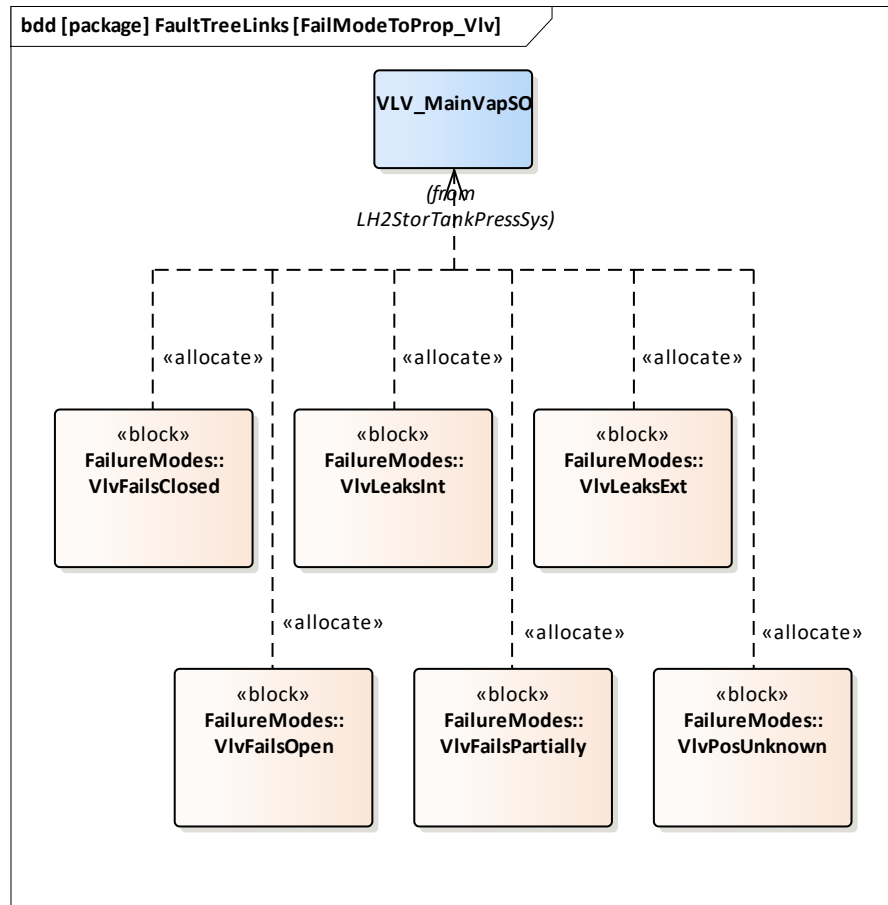 bdd [package] FaultTreeLinks [FailModeToProp_Vlv]
VLV_MainVapSO
(from
LH2StorTankPressSys)
«allocate»
«allocate»
«allocate»
«block»
FailureModes::
VlvFailsClosed
«block»
FailureModes::
VlvLeaksInt
«block»
FailureModes::
VlvLeaksExt
«allocate»
«allocate»
«allocate»
«block»
FailureModes::
VlvFailsOpen
«block»
FailureModes::
VlvFailsPartially
«block»
FailureModes::
VlvPosUnknown